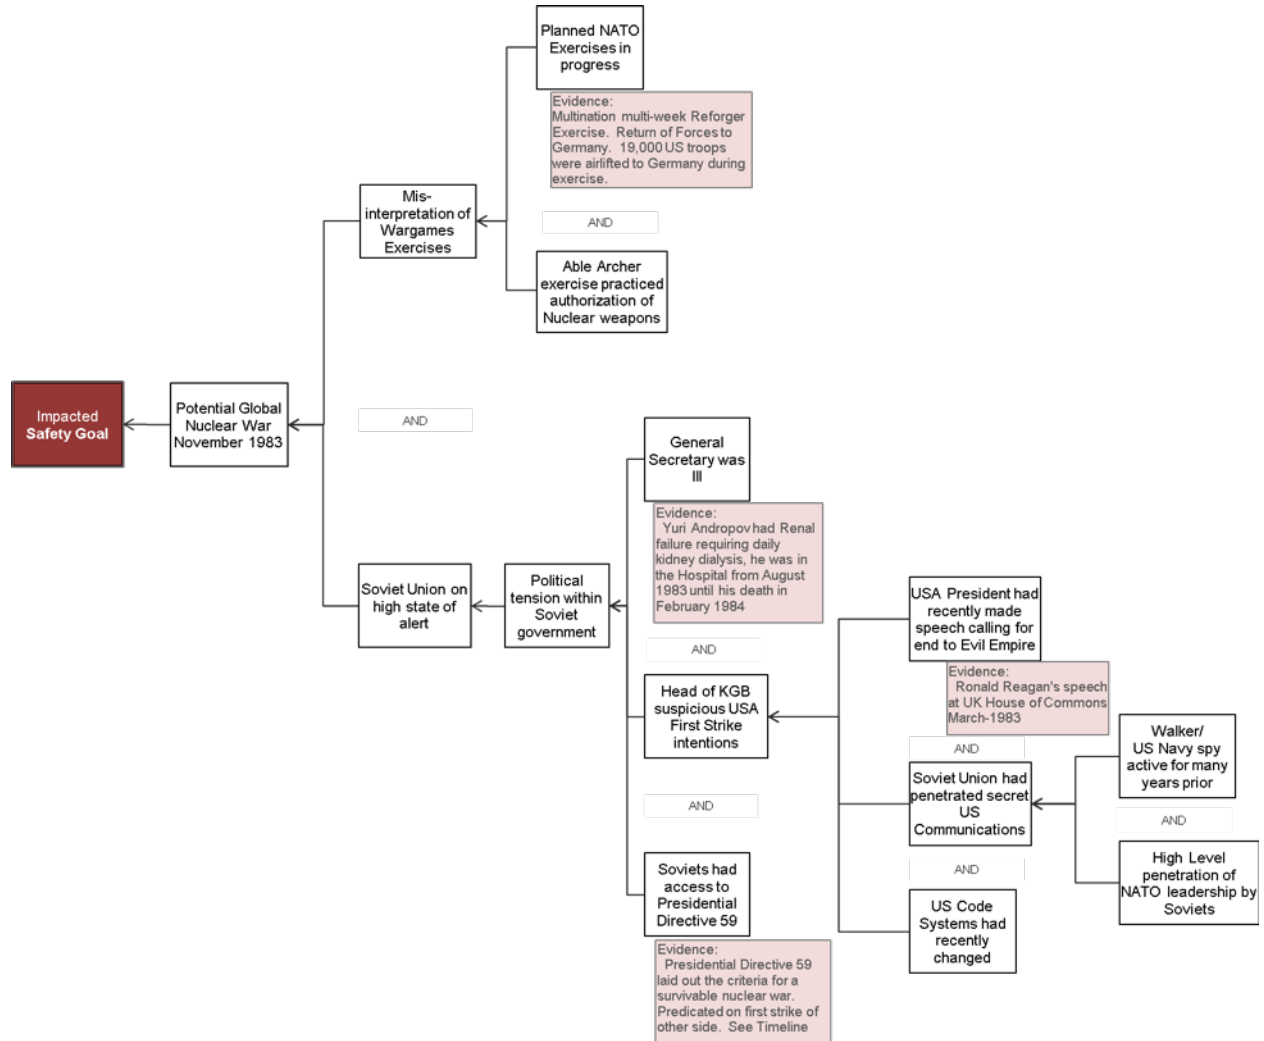 Planned NATO
Exercises in
progress
Evidence:
Multination multi-week Reforger
Exercise.  Return of Forces to
Germany.  19,000 US troops
were airlifted to Germany during
exercise.
Mis-
interpretation of
Wargames
Exercises
AND
Able Archer
exercise practiced
authorization of
Nuclear weapons
Impacted
Safety Goal
Potential Global
Nuclear War
November 1983
AND
General
Secretary was
Ill
Evidence:
Yuri Andropov had Renal
failure requiring daily
kidney dialysis, he was in
the Hospital from August
1983 until his death in
February 1984
Soviet Union on
high state of
alert
Political
tension within
Soviet
government
AND
Head of KGB
suspicious USA
First Strike
intentions
AND
Soviets had
access to
Presidential
Directive 59
Evidence:
Presidential Directive 59
laid out the criteria for a
survivable nuclear war.
Predicated on first strike of
other side.  See Timeline
USA President had
recently made
speech calling for
end to Evil Empire
Evidence:
Ronald Reagan's speech
at UK House of Commons
March-1983
AND
Soviet Union had
penetrated secret
US
Communications
AND
US Code
Systems had
recently
changed
Walker/
US Navy spy
active for many
years prior
AND
High Level
penetration of
NATO leadership by
Soviets